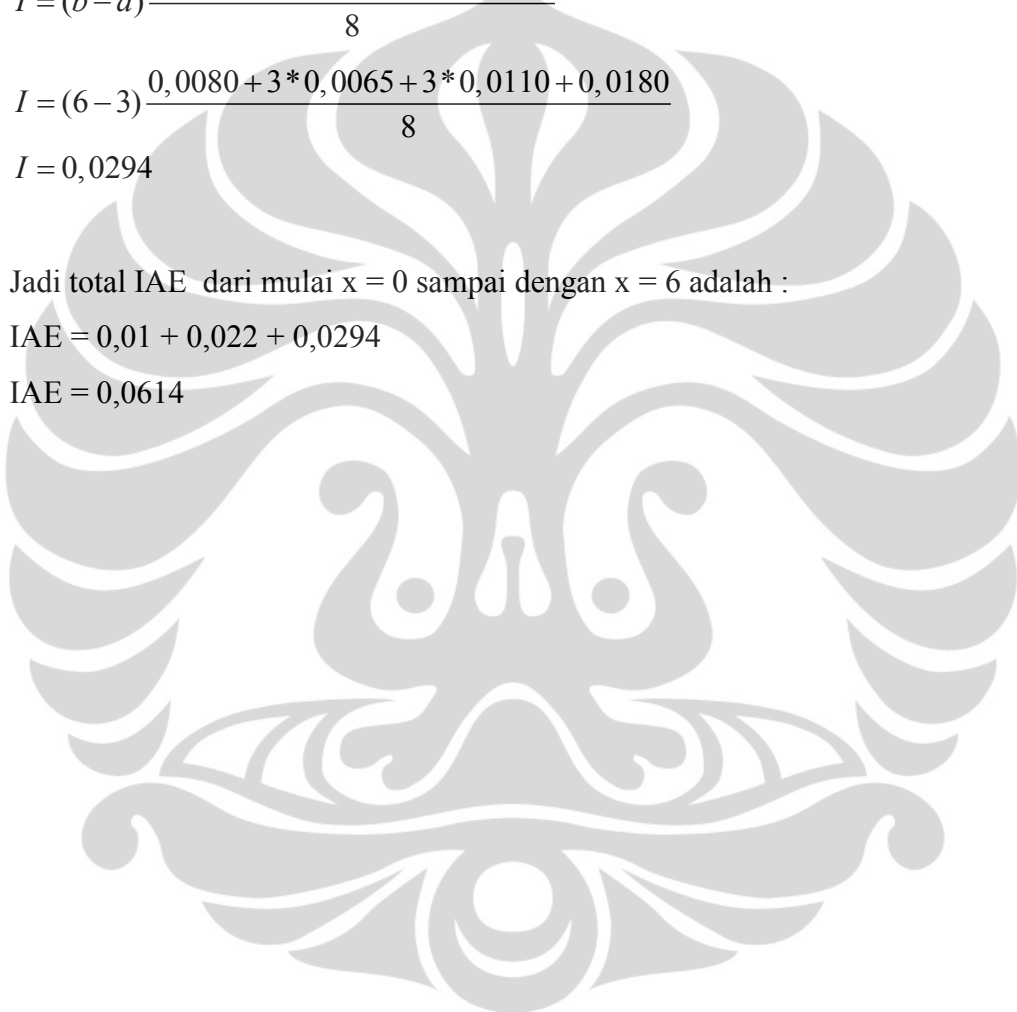 I = (b − a) / 8
I = (6−3) (0,0080+3*0,0065+3*0,0110+0,0180) / 8
I = 0,0294
Jadi total IAE dari mulai x = 0 sampai dengan x = 6 adalah :
IAE = 0,01 + 0,022 + 0,0294
IAE = 0,0614